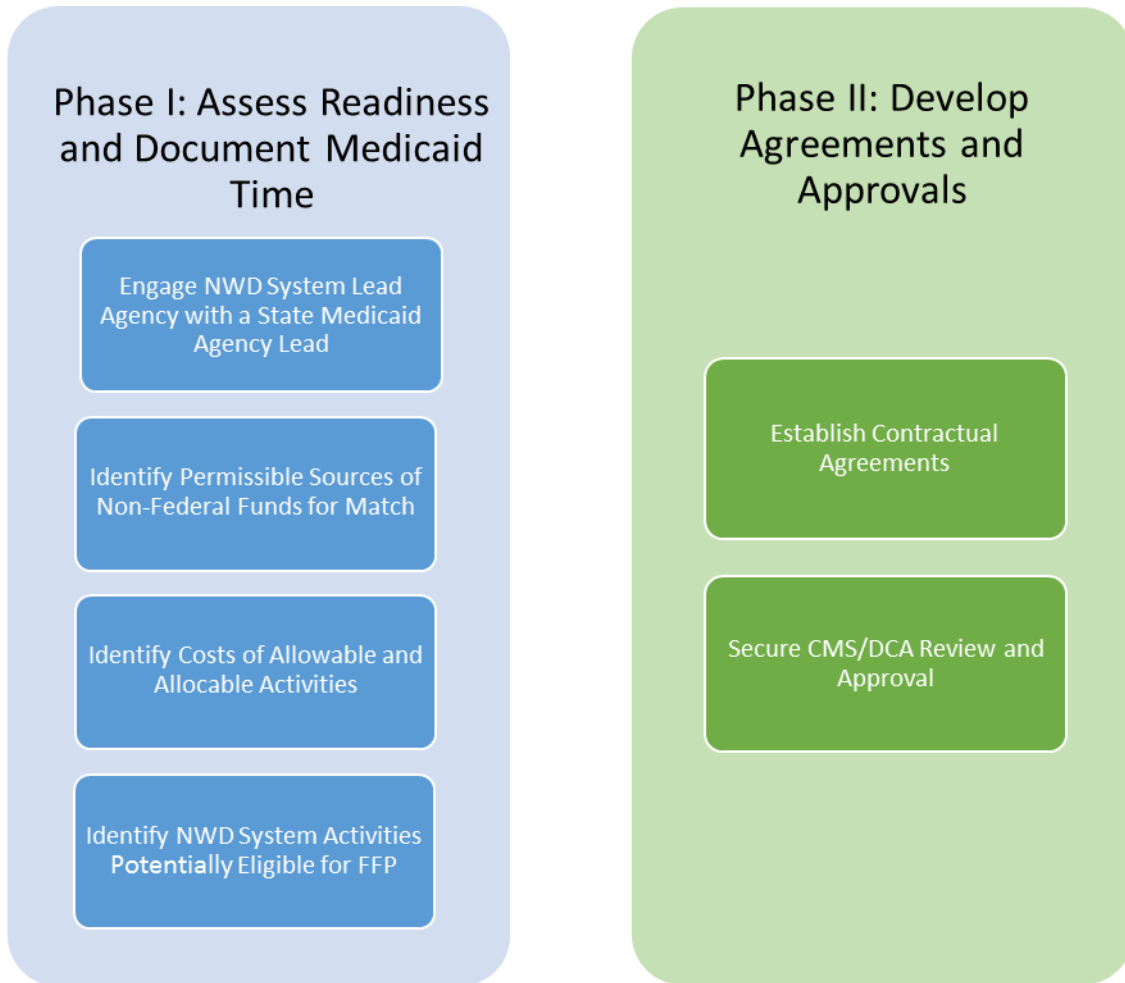 Phase I: Assess Readiness
and Document Medicaid
Time
Engage NWD System Lead
Agency with a State Medicaid
Agency Lead
Identify Permissible Sources of
Non-Federal Funds for Match
Identify Costs of Allowable and
Allocable Activities
Identify NWD System Activities
Potentially Eligible for FFP
Phase II: Develop
Agreements and
Approvals
Establish Contractual
Agreements
Secure CMS/DCA Review and
Approval